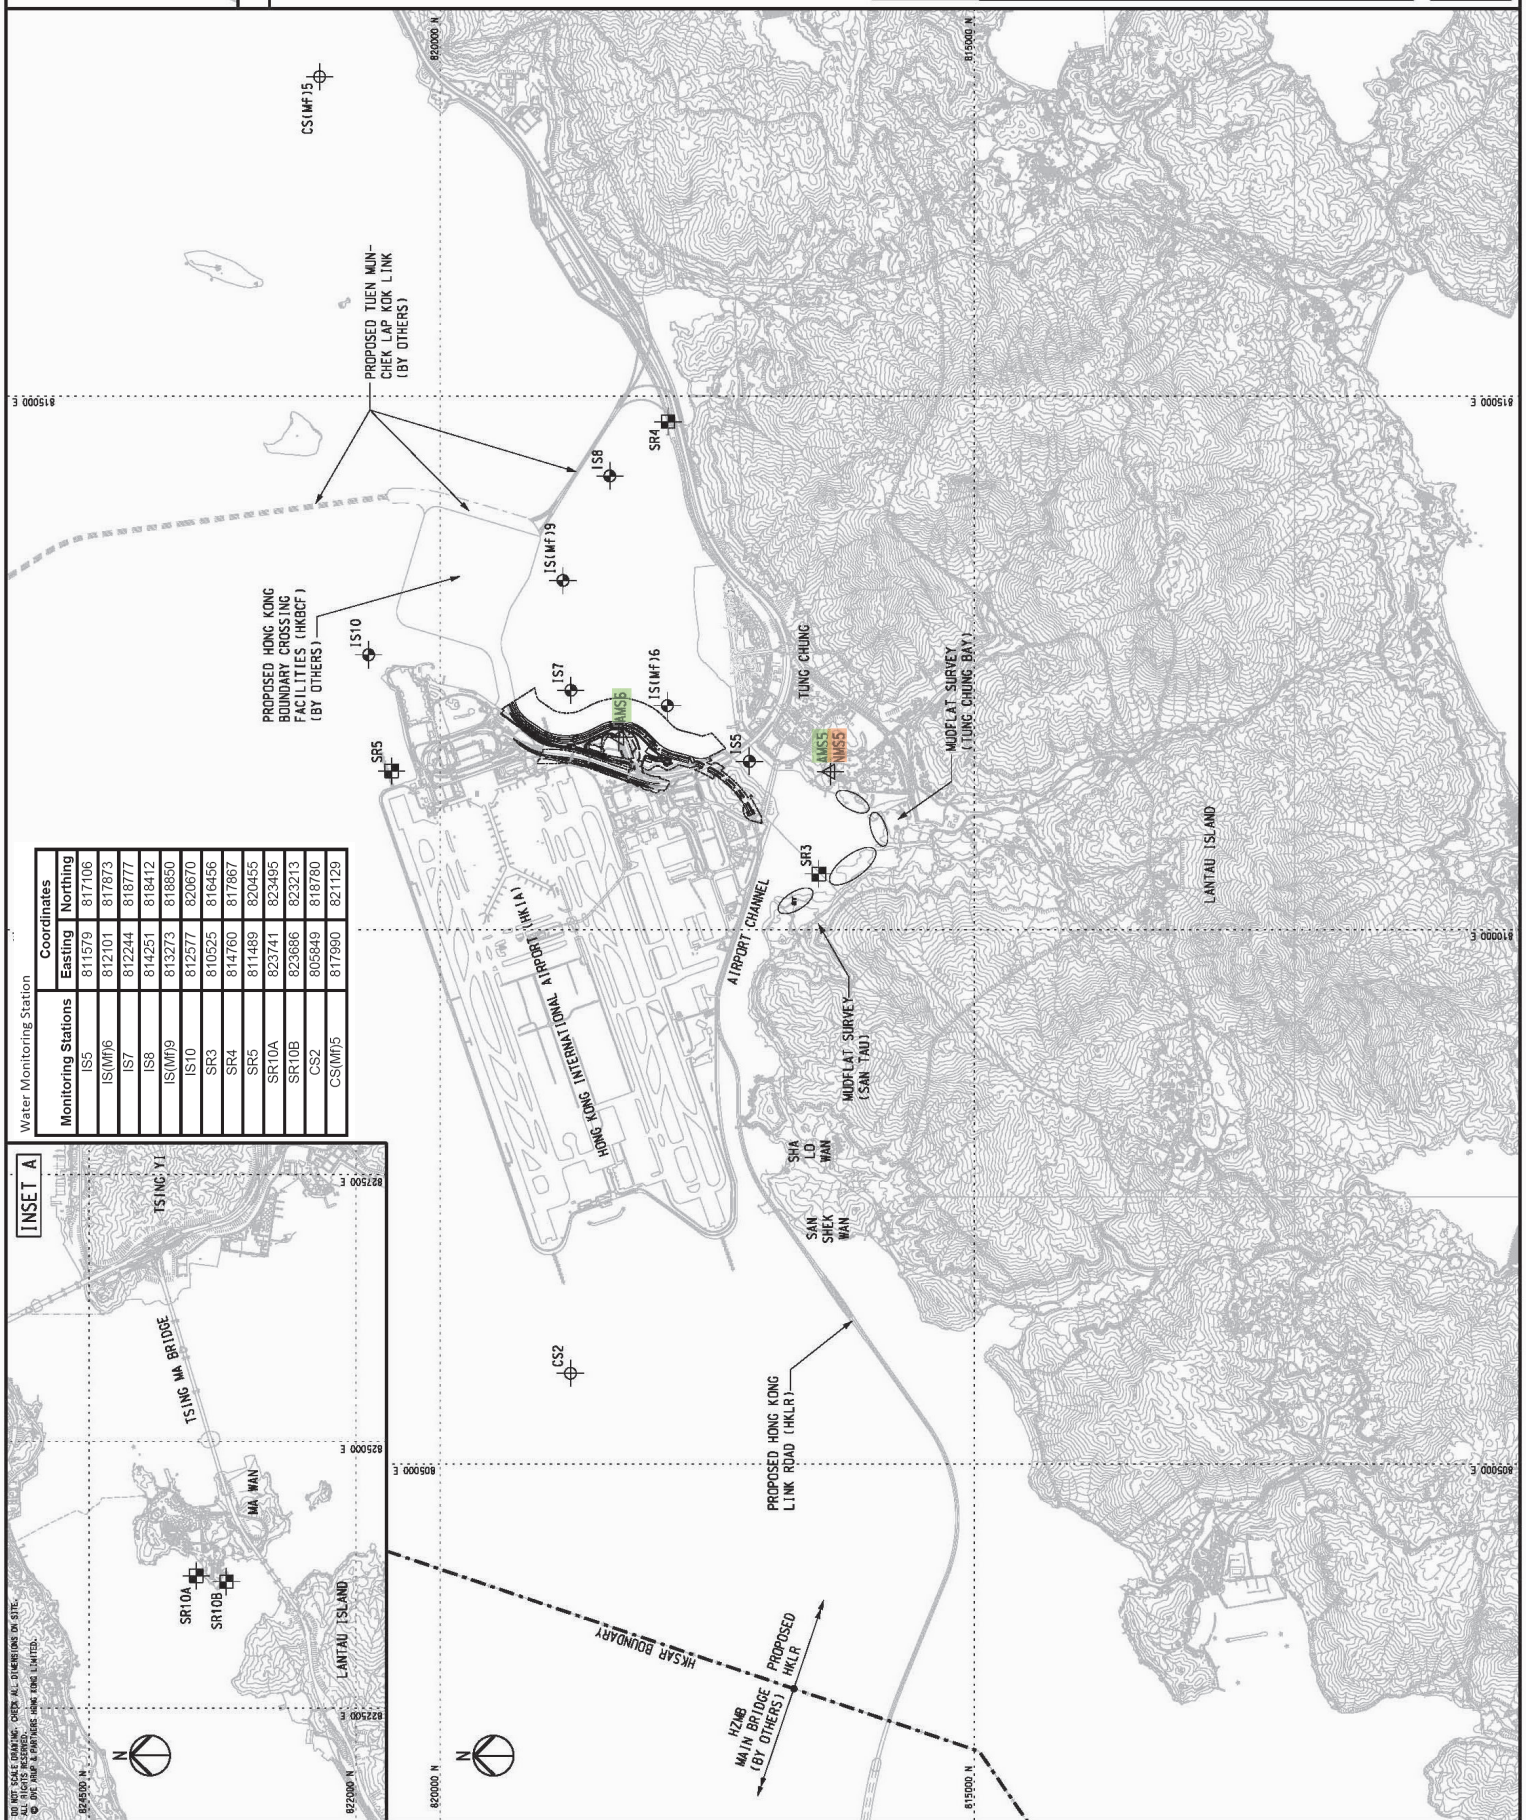 DO NOT SCALE DRAWING. CHECK ALL DIMENSIONS ON SITE.
ALL RIGHTS RESERVED.
© OVE ARUP & PARTNERS HONG KONG LIMITED.
INSET A
824500 N
822000 N
822500 E
825000 E
827500 E
N
SR10A
SR10B
MA WAN
TSING MA BRIDGE
TSING YI
LANTAU ISLAND
Water Monitoring Station
Monitoring Stations Coordinates
Easting Northing
IS5 811579 817106
IS(Mf)6 812101 817873
IS7 812244 818777
IS8 814251 818412
IS(Mf)9 813273 818850
IS10 812577 820670
SR3 810525 816456
SR4 814760 817867
SR5 811489 820455
SR10A 823741 823495
SR10B 823686 823213
CS2 805849 818780
CS(Mf)5 817990 821129
N
820000 N
815000 N
820000 N
815000 N
805000 E
815000 E
805000 E
810000 E
815000 E
CS(Mf)5
PROPOSED TUEN MUN-
CHEK LAP KOK LINK
(BY OTHERS)
PROPOSED HONG KONG
BOUNDARY CROSSING
FACILITIES (HKBCF)
(BY OTHERS)
IS10
SR5
IS(Mf)9
IS8
SR4
IS7
AMS6
IS(Mf)6
IS5
TUNG CHUNG
AMS5
NMS5
MUDFLAT SURVEY
(TUNG CHUNG BAY)
SR3
AIRPORT CHANNEL
HONG KONG INTERNATIONAL AIRPORT (HKIA)
MUDFLAT SURVEY
(SAN TAU)
SHA
LO
WAN
SAN
SHEK
WAN
LANTAU ISLAND
CS2
PROPOSED HONG KONG
LINK ROAD (HKLR)
HKSAR BOUNDARY
HZMB
MAIN BRIDGE
(BY OTHERS)
PROPOSED
HKLR